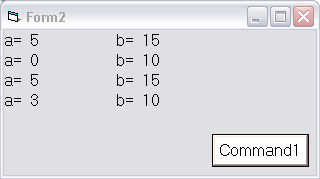 Form2
a= 5 b= 15
a= 0 b= 10
a= 5 b= 15
a= 3 b= 10
Command1